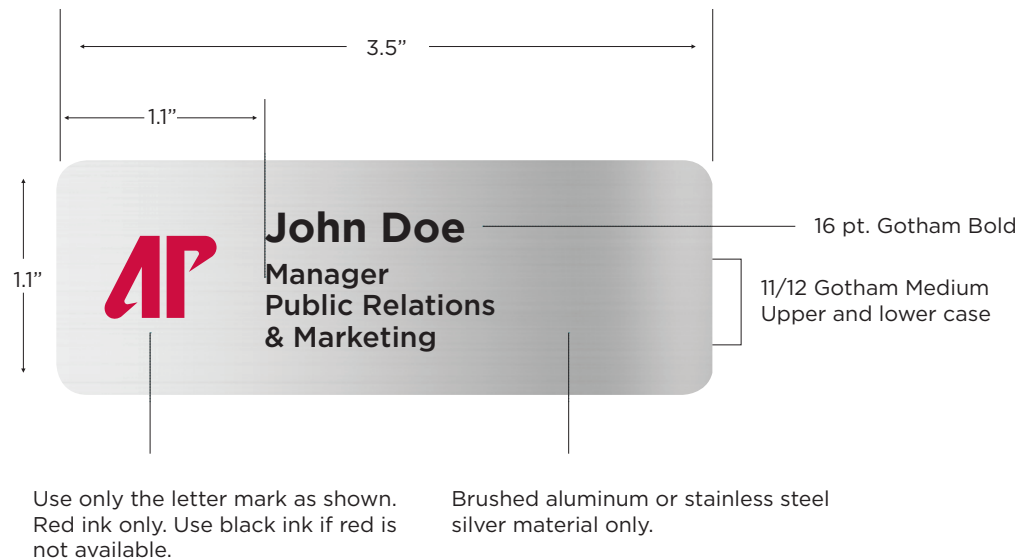 3.5”
1.1”
1.1”
AP
John Doe
Manager
Public Relations
& Marketing
16 pt. Gotham Bold
11/12 Gotham Medium
Upper and lower case
Use only the letter mark as shown.
Red ink only. Use black ink if red is
not available.
Brushed aluminum or stainless steel
silver material only.